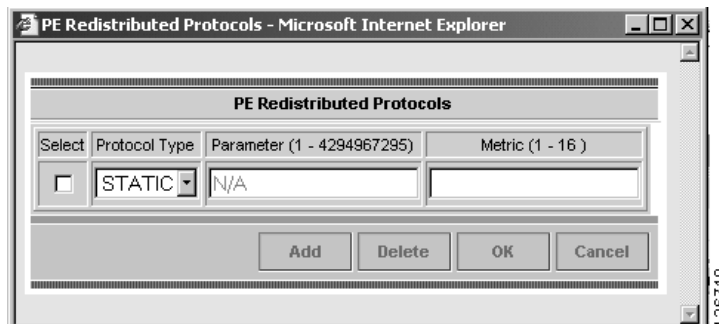 PE Redistributed Protocols - Microsoft Internet Explorer
PE Redistributed Protocols
Select Protocol Type Parameter (1 - 4294967295) Metric (1 - 16 )
STATIC N/A
Add Delete OK Cancel